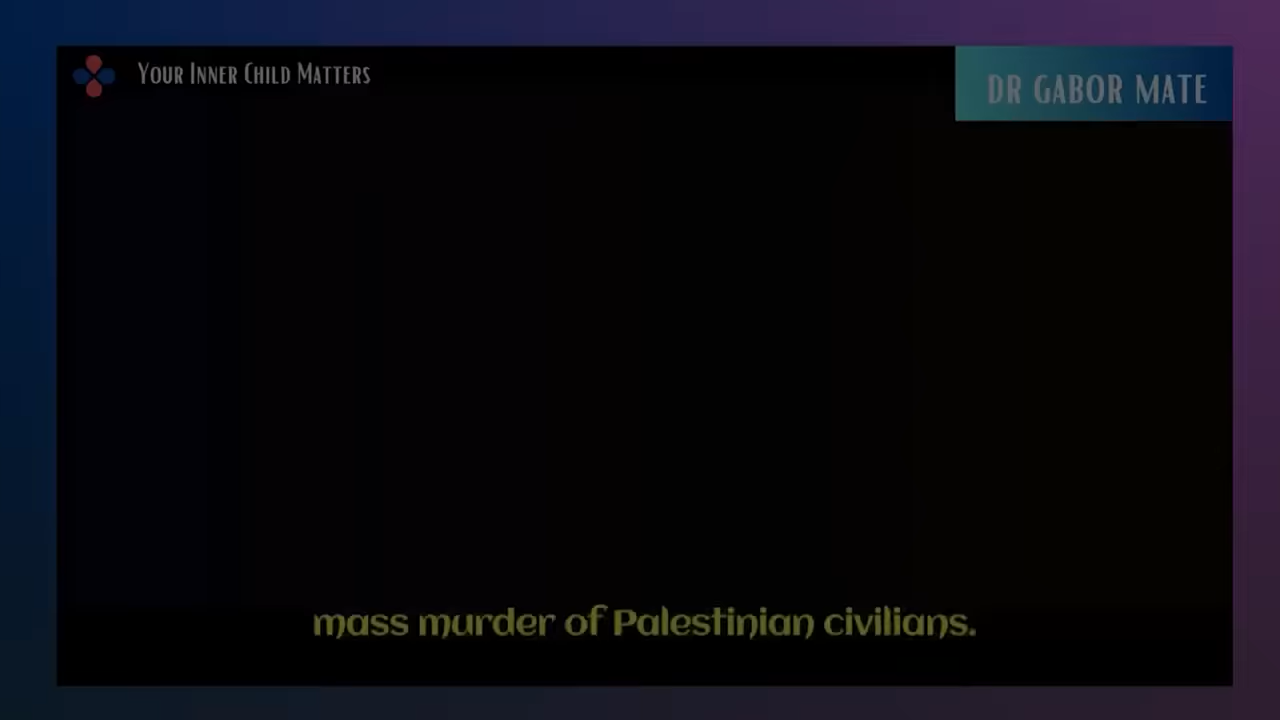 Your Inner Child Matters
DR GABOR MATE
mass murder of Palestinian civilians.